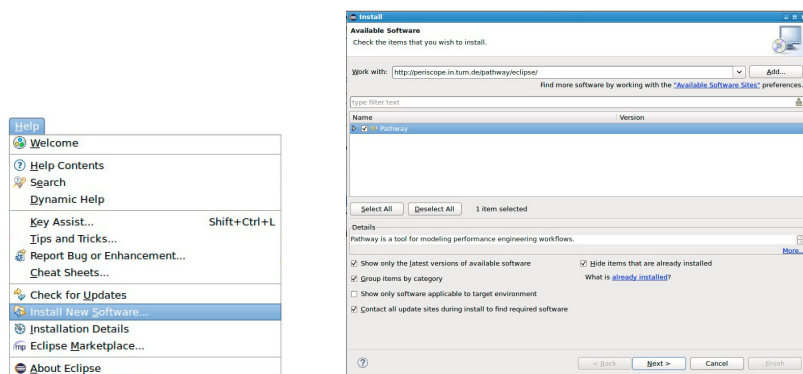 Help
Welcome
Help Contents
Search
Dynamic Help
Key Assist... Shift+Ctrl+L
Tips and Tricks...
Report Bug or Enhancement...
Cheat Sheets...
Check for Updates
Install New Software...
Installation Details
Eclipse Marketplace...
About Eclipse
Install
Available Software
Check the items that you wish to install.
Work with: http://periscope.in.tum.de/pathway/eclipse/ Add...
Find more software by working with the "Available Software Sites" preferences.
type filter text
Name Version
Pathway
Select All Deselect All 1 item selected
Details
Pathway is a tool for modeling performance engineering workflows.
More...
Show only the latest versions of available software Hide items that are already installed
Group items by category What is already installed?
Show only software applicable to target environment
Contact all update sites during install to find required software
< Back Next > Cancel Finish